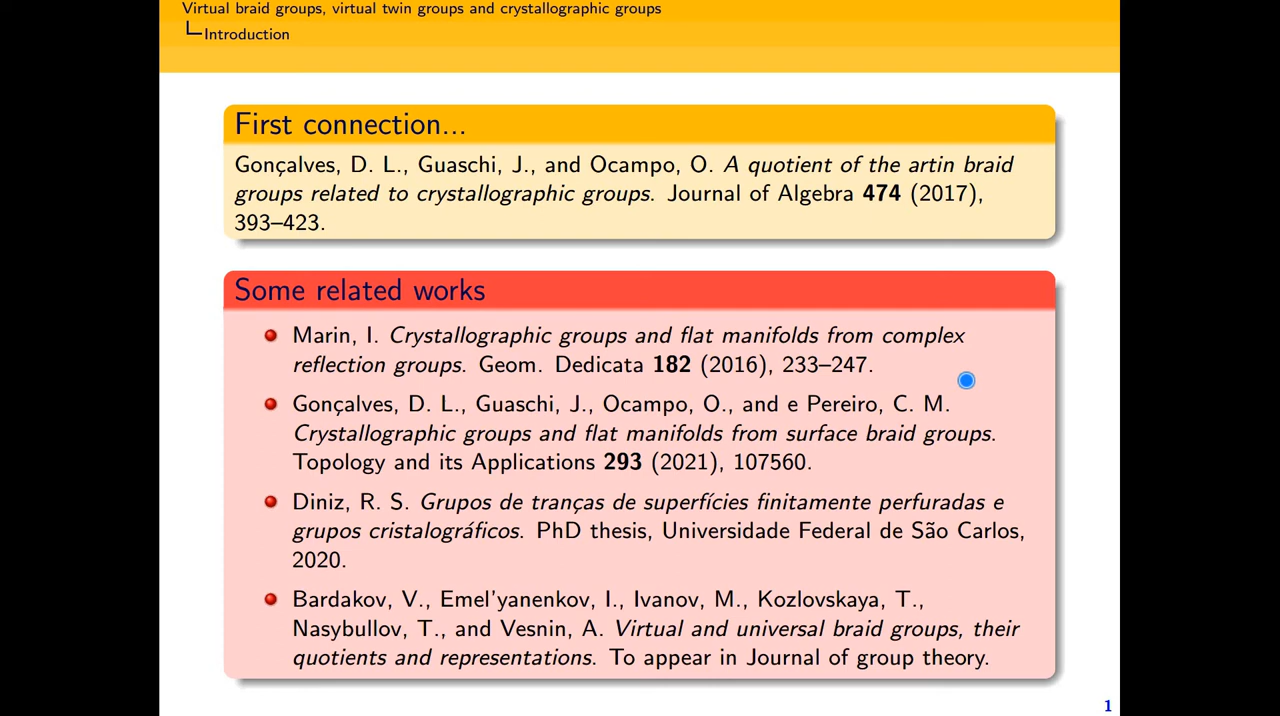 Virtual braid groups, virtual twin groups and crystallographic groups
Introduction
First connection...
Gonçalves, D. L., Guaschi, J., and Ocampo, O. A quotient of the artin braid
groups related to crystallographic groups. Journal of Algebra 474 (2017),
393–423.
Some related works
Marin, I. Crystallographic groups and flat manifolds from complex
reflection groups. Geom. Dedicata 182 (2016), 233–247.
Gonçalves, D. L., Guaschi, J., Ocampo, O., and e Pereiro, C. M.
Crystallographic groups and flat manifolds from surface braid groups.
Topology and its Applications 293 (2021), 107560.
Diniz, R. S. Grupos de tranças de superfícies finitamente perfuradas e
grupos cristalográficos. PhD thesis, Universidade Federal de São Carlos,
2020.
Bardakov, V., Emel'yanenkov, I., Ivanov, M., Kozlovskaya, T.,
Nasybullov, T., and Vesnin, A. Virtual and universal braid groups, their
quotients and representations. To appear in Journal of group theory.
1